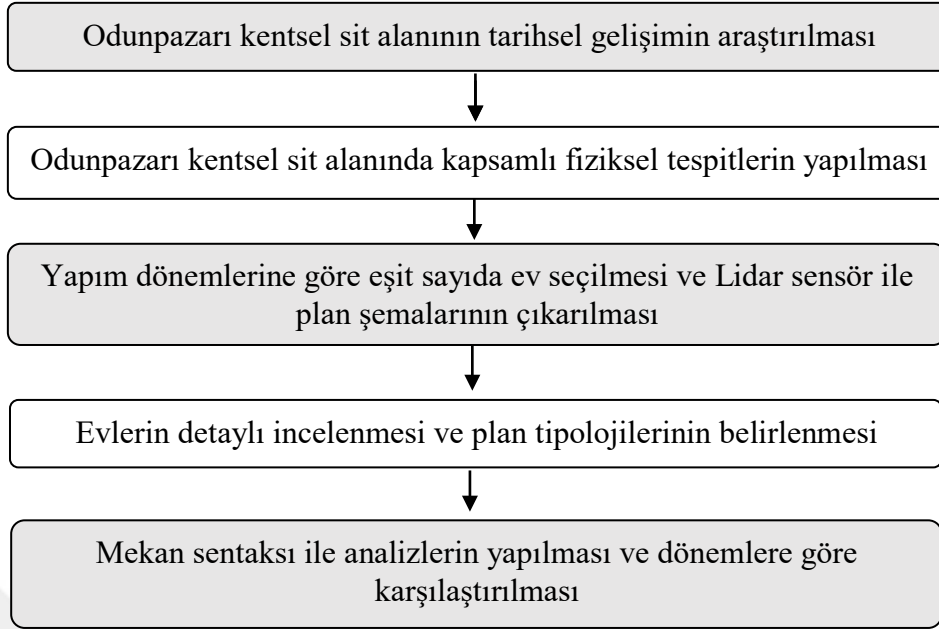 Odunpazarı kentsel sit alanının tarihsel gelişimin araştırılması
Odunpazarı kentsel sit alanında kapsamlı fiziksel tespitlerin yapılması
Yapım dönemlerine göre eşit sayıda ev seçilmesi ve Lidar sensör ile
plan şemalarının çıkarılması
Evlerin detaylı incelenmesi ve plan tipolojilerinin belirlenmesi
Mekan sentaksı ile analizlerin yapılması ve dönemlere göre
karşılaştırılması